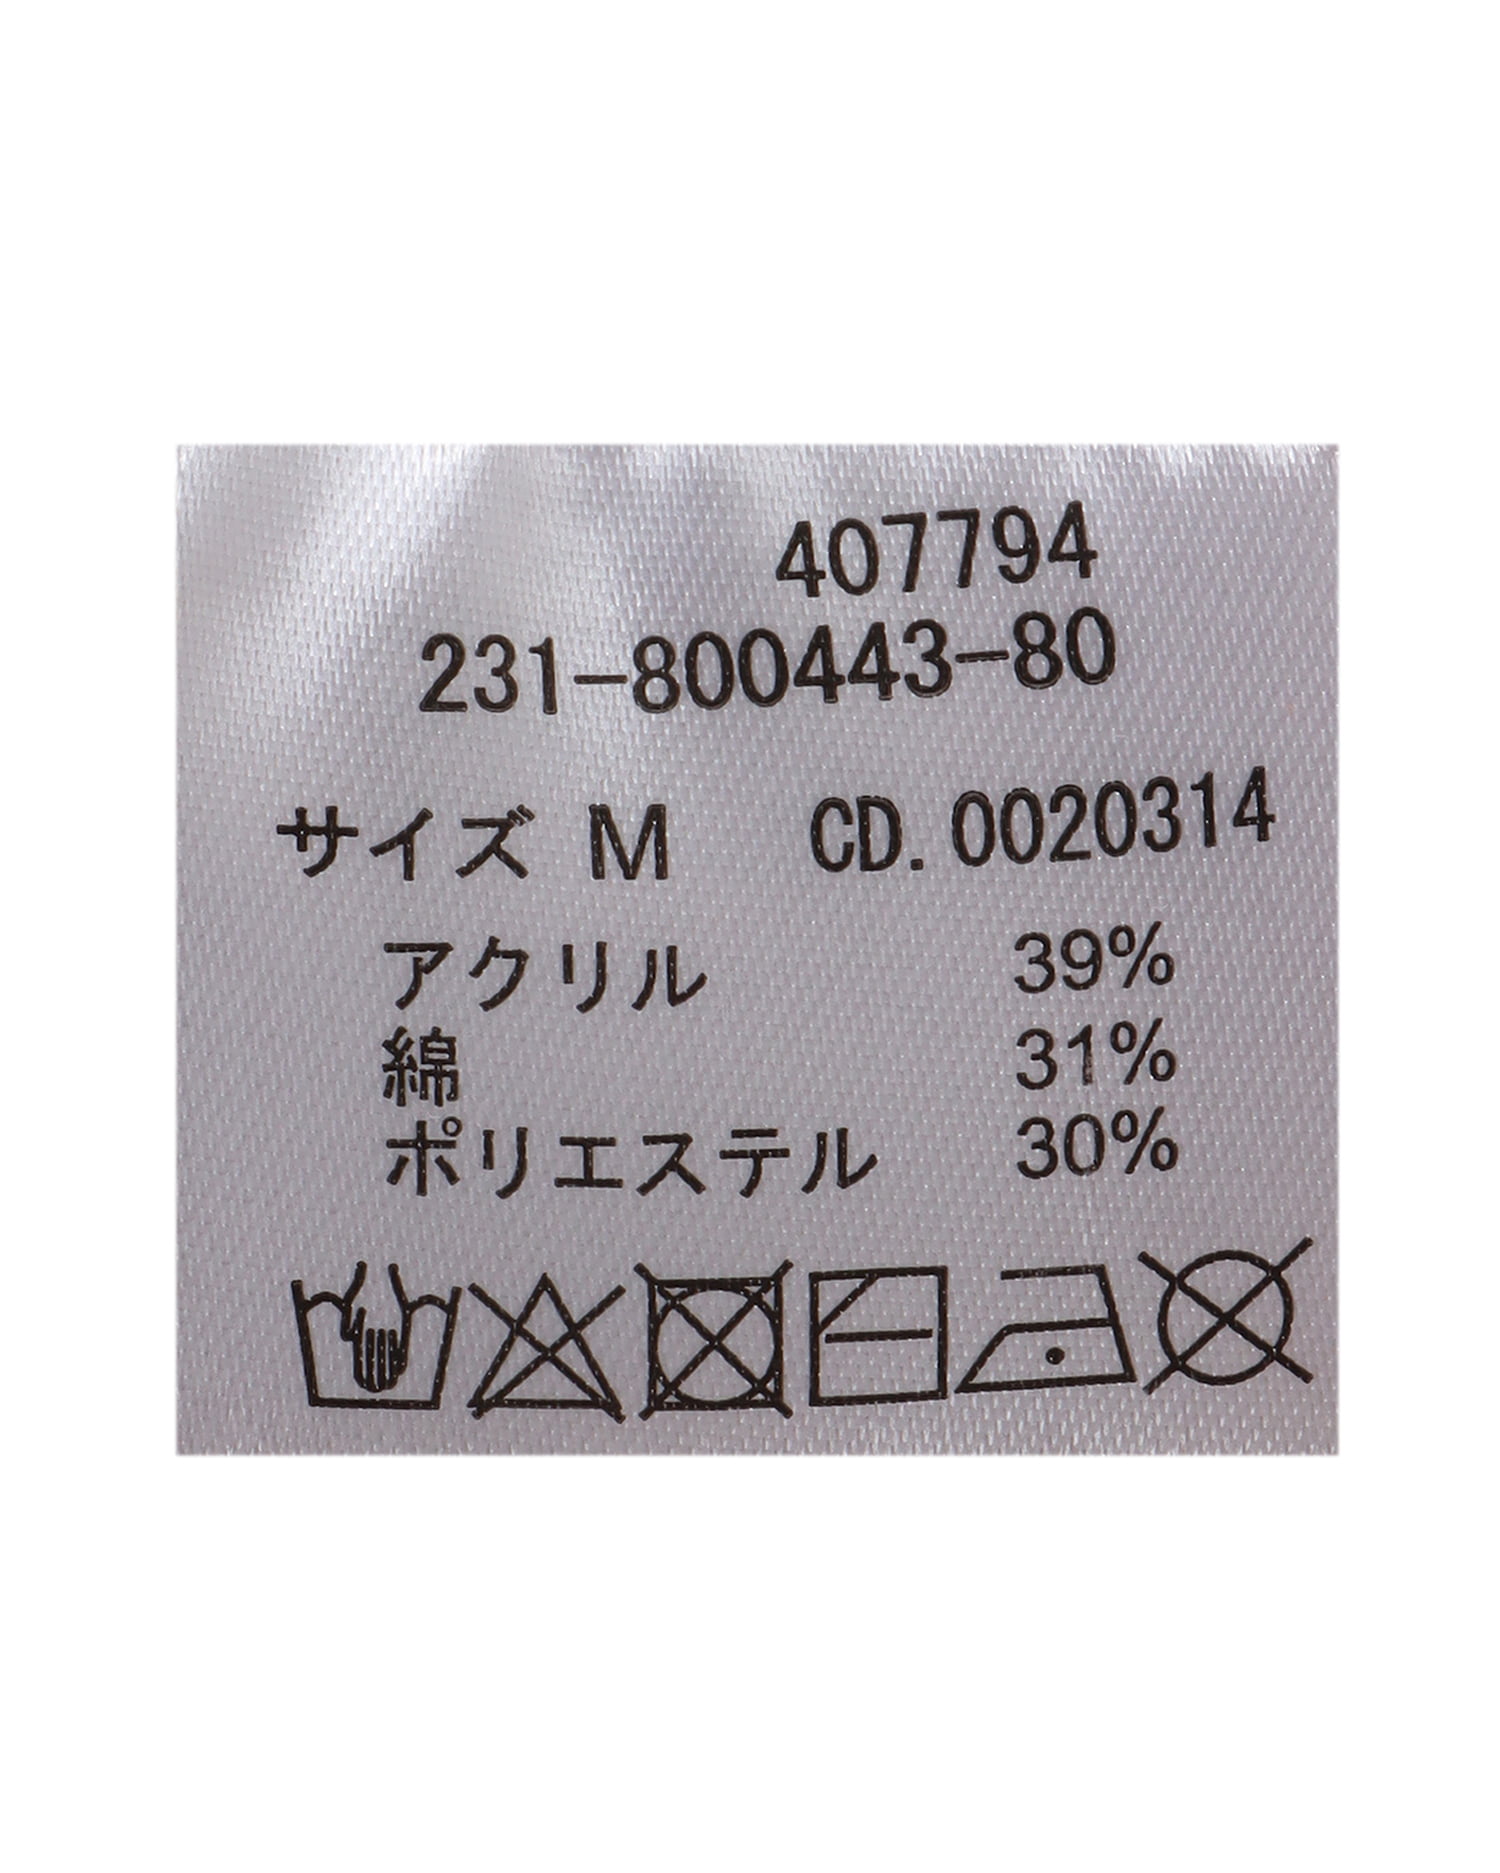 407794
231-800443-80
サイズ M CD.0020314
アクリル 39%
綿 31%
ポリエステル 30%